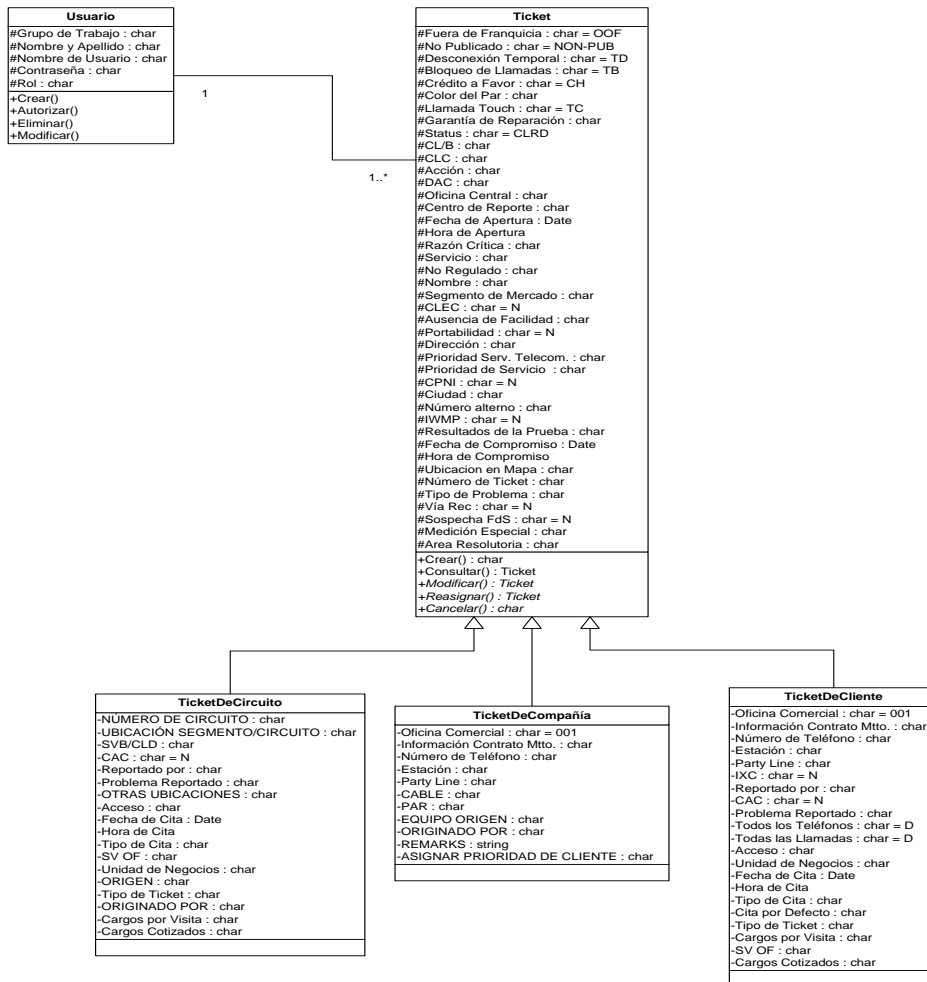 Usuario
#Grupo de Trabajo : char
#Nombre y Apellido : char
#Nombre de Usuario : char
#Contraseña : char
#Rol : char
+Crear()
+Autorizar()
+Eliminar()
+Modificar()
1
1..*
Ticket
#Fuera de Franquicia : char = OOF
#No Publicado : char = NON-PUB
#Desconexión Temporal : char = TD
#Bloqueo de Llamadas : char = TB
#Crédito a Favor : char = CH
#Color del Par : char
#Llamada Touch : char = TC
#Garantía de Reparación : char
#Status : char = CLRD
#CL/B : char
#CLC : char
#Acción : char
#DAC : char
#Oficina Central : char
#Centro de Reporte : char
#Fecha de Apertura : Date
#Hora de Apertura
#Razón Crítica : char
#Servicio : char
#No Regulado : char
#Nombre : char
#Segmento de Mercado : char
#CLEC : char = N
#Ausencia de Facilidad : char
#Portabilidad : char = N
#Dirección : char
#Prioridad Serv. Telecom. : char
#Prioridad de Servicio : char
#CPNI : char = N
#Ciudad : char
#Número alterno : char
#IWMP : char = N
#Resultados de la Prueba : char
#Fecha de Compromiso : Date
#Hora de Compromiso
#Ubicacion en Mapa : char
#Número de Ticket : char
#Tipo de Problema : char
#Vía Rec : char = N
#Sospecha FdS : char = N
#Medición Especial : char
#Area Resolutoria : char
+Crear() : char
+Consultar() : Ticket
+Modificar() : Ticket
+Reasignar() : Ticket
+Cancelar() : char
TicketDeCircuito
-NÚMERO DE CIRCUITO : char
-UBICACIÓN SEGMENTO/CIRCUITO : char
-SVB/CLD : char
-CAC : char = N
-Reportado por : char
-Problema Reportado : char
-OTRAS UBICACIONES : char
-Acceso : char
-Fecha de Cita : Date
-Hora de Cita
-Tipo de Cita : char
-SV OF : char
-Unidad de Negocios : char
-ORIGEN : char
-Tipo de Ticket : char
-ORIGINADO POR : char
-Cargos por Visita : char
-Cargos Cotizados : char
TicketDeCompañía
-Oficina Comercial : char = 001
-Información Contrato Mtto. : char
-Número de Teléfono : char
-Estación : char
-Party Line : char
-CABLE : char
-PAR : char
-EQUIPO ORIGEN : char
-ORIGINADO POR : char
-REMARKS : string
-ASIGNAR PRIORIDAD DE CLIENTE : char
TicketDeCliente
-Oficina Comercial : char = 001
-Información Contrato Mtto. : char
-Número de Teléfono : char
-Estación : char
-Party Line : char
-IXC : char = N
-Reportado por : char
-CAC : char = N
-Problema Reportado : char
-Todos los Teléfonos : char = D
-Todas las Llamadas : char = D
-Acceso : char
-Unidad de Negocios : char
-Fecha de Cita : Date
-Hora de Cita
-Tipo de Cita : char
-Cita por Defecto : char
-Tipo de Ticket : char
-Cargos por Visita : char
-SV OF : char
-Cargos Cotizados : char